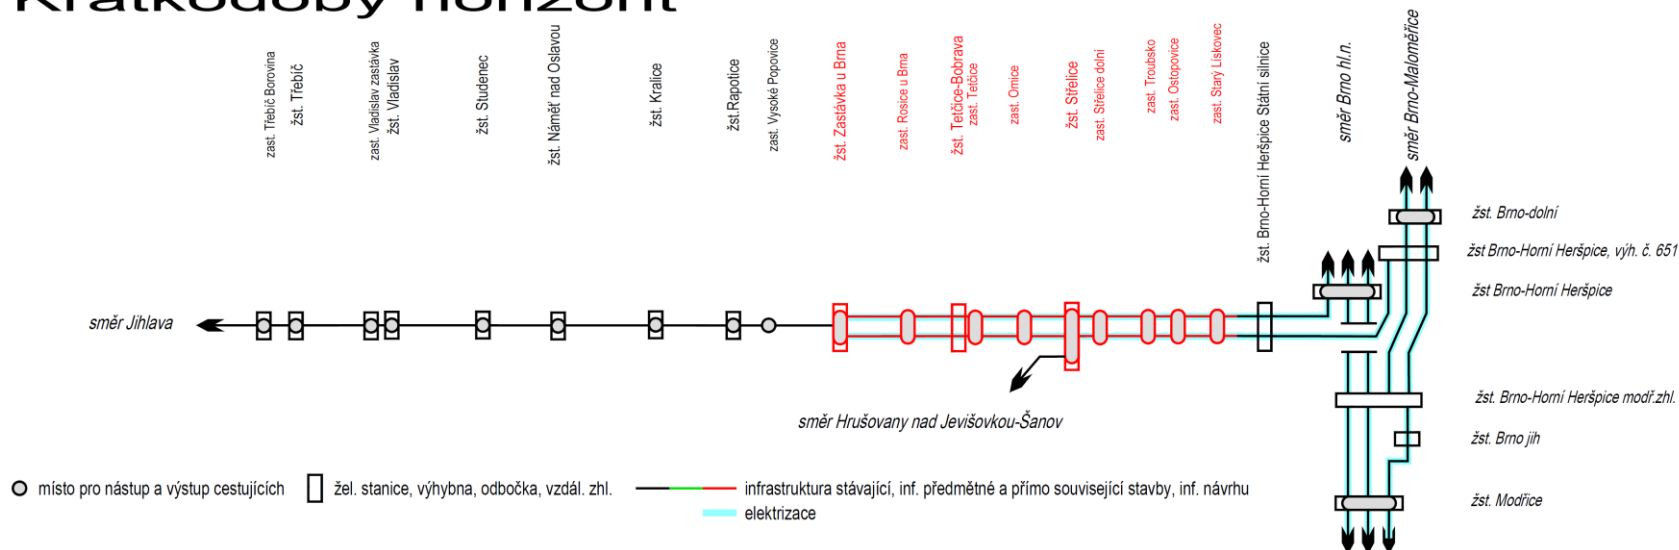 Krátkodobý horizont
zast. Třebíč Borovina
žst. Třebíč
zast. Vladislav zastávka
žst. Vladislav
žst. Studenec
žst. Náměšť nad Oslavou
žst. Kralice
žst.Rapotice
zast. Vysoké Popovice
žst. Zastávka u Brna
zast. Rosice u Brna
žst. Tetčice-Bobrava
zast. Tetčice
zast. Omice
žst. Střelice
zast. Střelice dolní
zast. Troubsko
zast. Ostopovice
zast. Starý Lískovec
žst. Brno-Horní Heršpice Státní silnice
směr Brno hl.n.
směr Brno-Maloměřice
žst. Brno-dolní
žst Brno-Horní Heršpice, výh. č. 651
žst Brno-Horní Heršpice
směr Jihlava
žst. Brno-Horní Heršpice modř.zhl.
směr Hrušovany nad Jevišovkou-Šanov
žst. Brno jih
místo pro nástup a výstup cestujících
žel. stanice, výhybna, odbočka, vzdál. zhl.
infrastruktura stávající, inf. předmětné a přímo související stavby, inf. návrhu
žst. Modřice
elektrizace